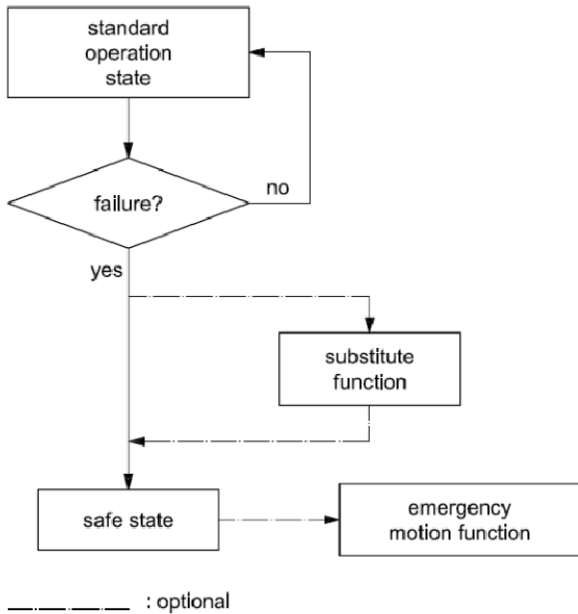 standard
operation
state
failure?
no
yes
substitute
function
safe state
emergency
motion function
: optional